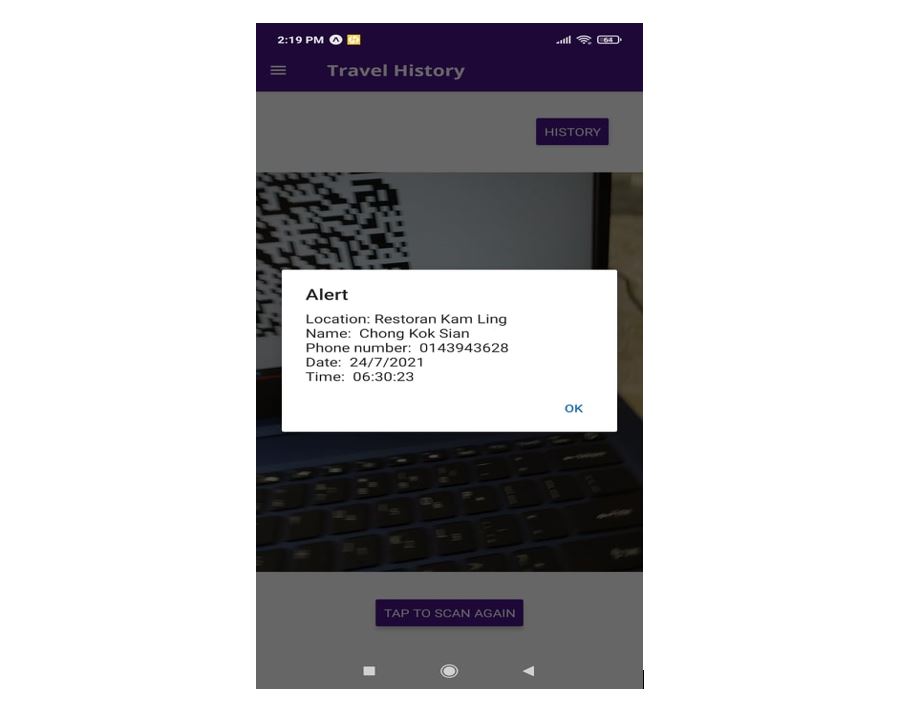 2:19 PM
64
Travel History
HISTORY
Alert
Location: Restoran Kam Ling
Name:  Chong Kok Sian
Phone number:  0143943628
Date:  24/7/2021
Time:  06:30:23
OK
TAP TO SCAN AGAIN